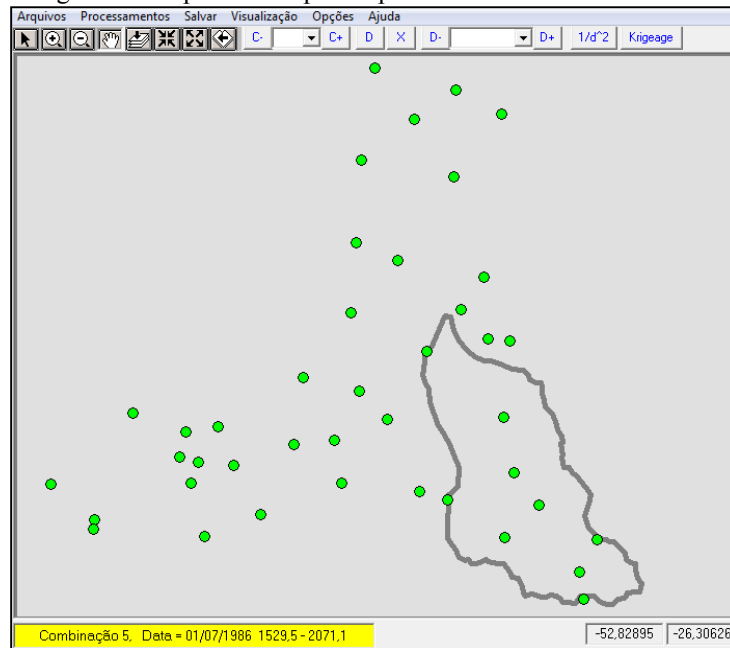 Arquivos Processamentos Salvar Visualização Opções Ajuda
C- C+ D X D- D+ 1/d^2 Krigeage
Combinação 5, Data = 01/07/1986 1529,5 - 2071,1
-52,82895 -26,30626